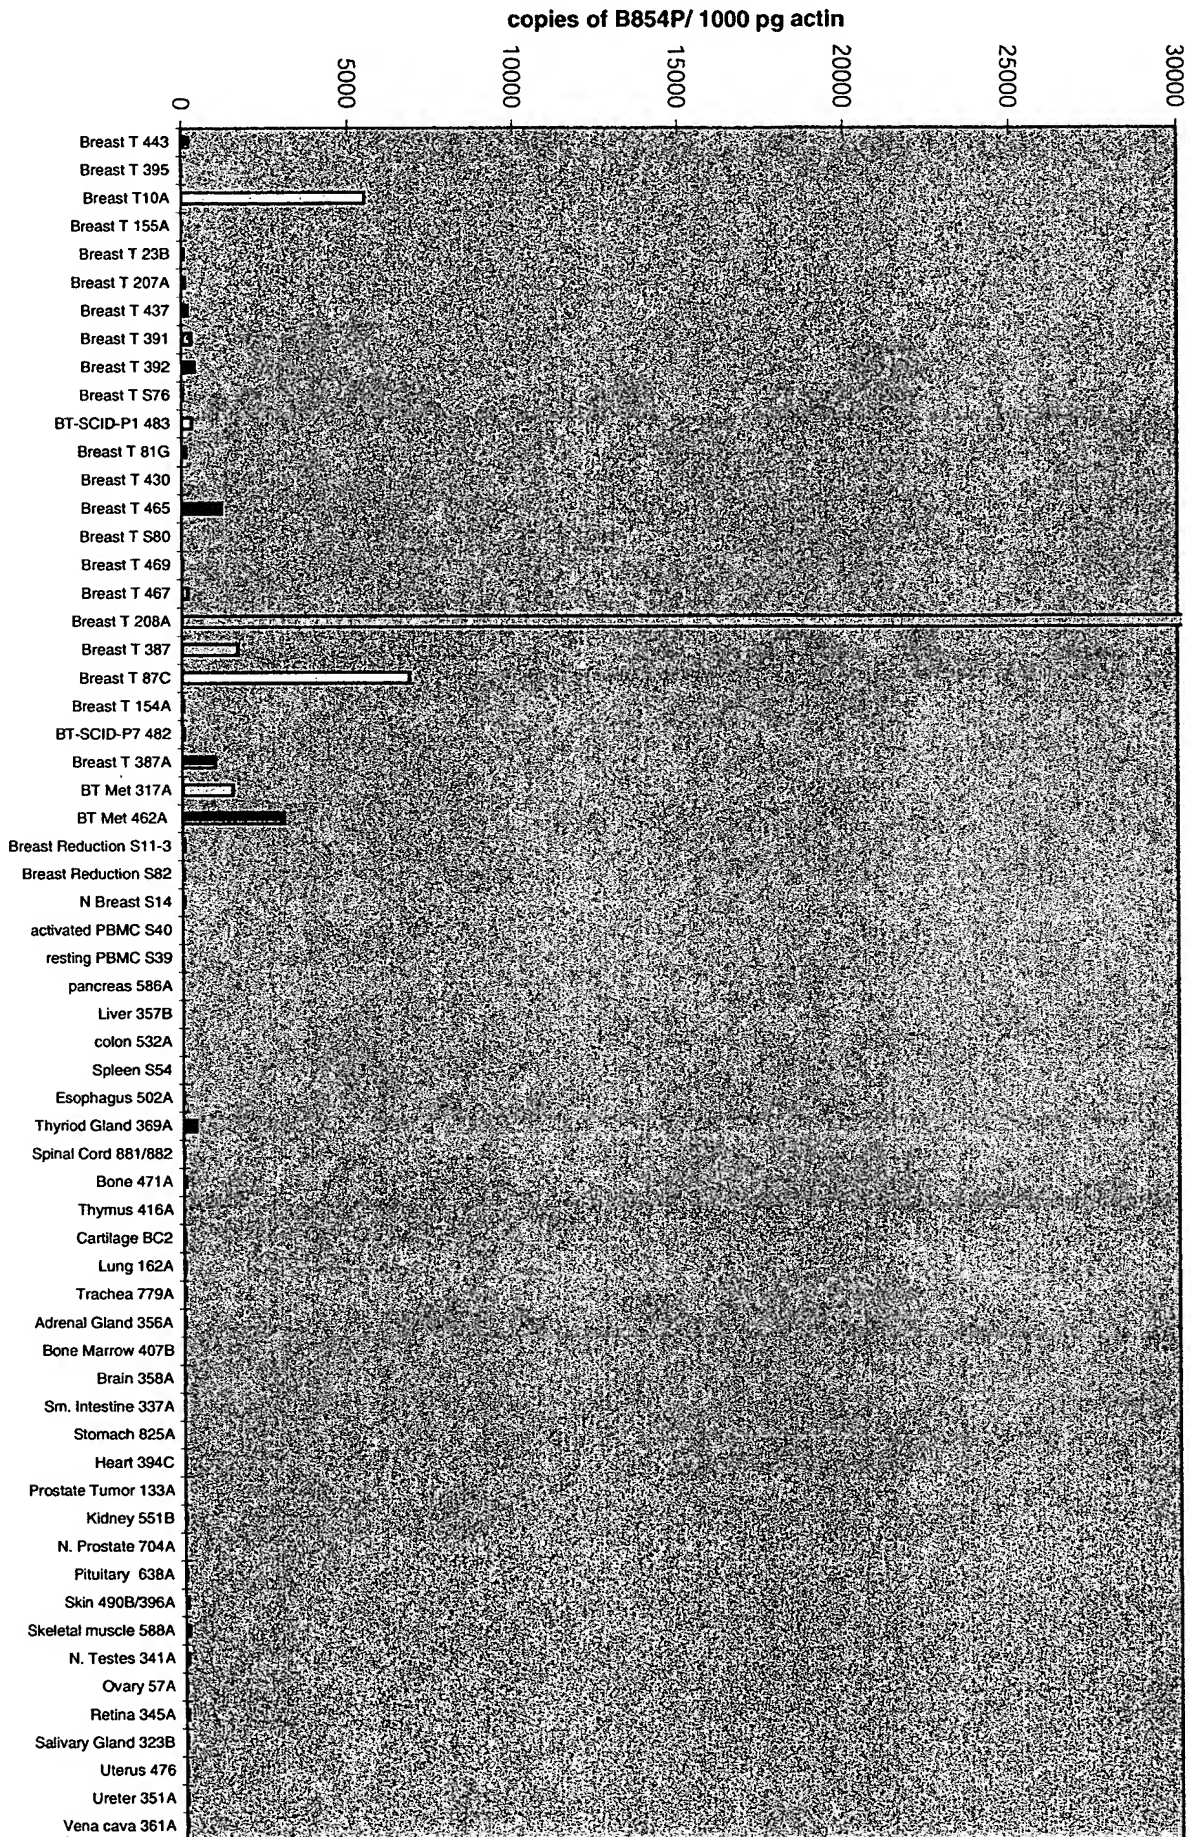 copies of B854P/ 1000 pg actin
0
5000
10000
15000
20000
25000
30000
Breast T 443
Breast T 395
Breast T10A
Breast T 155A
Breast T 23B
Breast T 207A
Breast T 437
Breast T 391
Breast T 392
Breast T S76
BT-SCID-P1 483
Breast T 81G
Breast T 430
Breast T 465
Breast T S80
Breast T 469
Breast T 467
Breast T 208A
Breast T 387
Breast T 87C
Breast T 154A
BT-SCID-P7 482
Breast T 387A
BT Met 317A
BT Met 462A
Breast Reduction S11-3
Breast Reduction S82
N Breast S14
activated PBMC S40
resting PBMC S39
pancreas 586A
Liver 357B
colon 532A
Spleen S54
Esophagus 502A
Thyriod Gland 369A
Spinal Cord 881/882
Bone 471A
Thymus 416A
Cartilage BC2
Lung 162A
Trachea 779A
Adrenal Gland 356A
Bone Marrow 407B
Brain 358A
Sm. Intestine 337A
Stomach 825A
Heart 394C
Prostate Tumor 133A
Kidney 551B
N. Prostate 704A
Pituitary 638A
Skin 490B/396A
Skeletal muscle 588A
N. Testes 341A
Ovary 57A
Retina 345A
Salivary Gland 323B
Uterus 476
Ureter 351A
Vena cava 361A